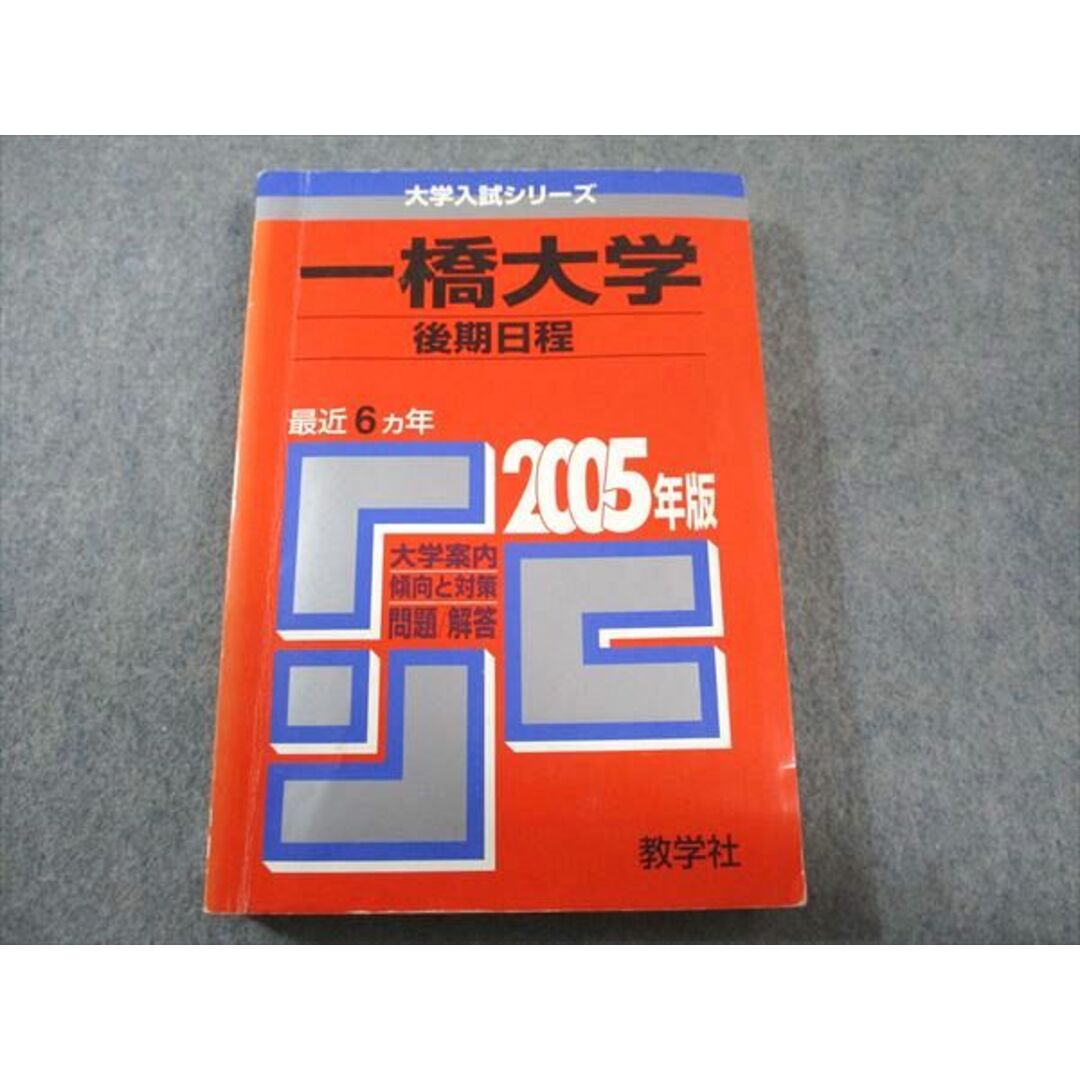 大学入試シリーズ
一橋大学
後期日程
最近6ヵ年
2005年版
大学案内
傾向と対策
問題/解答
教学社